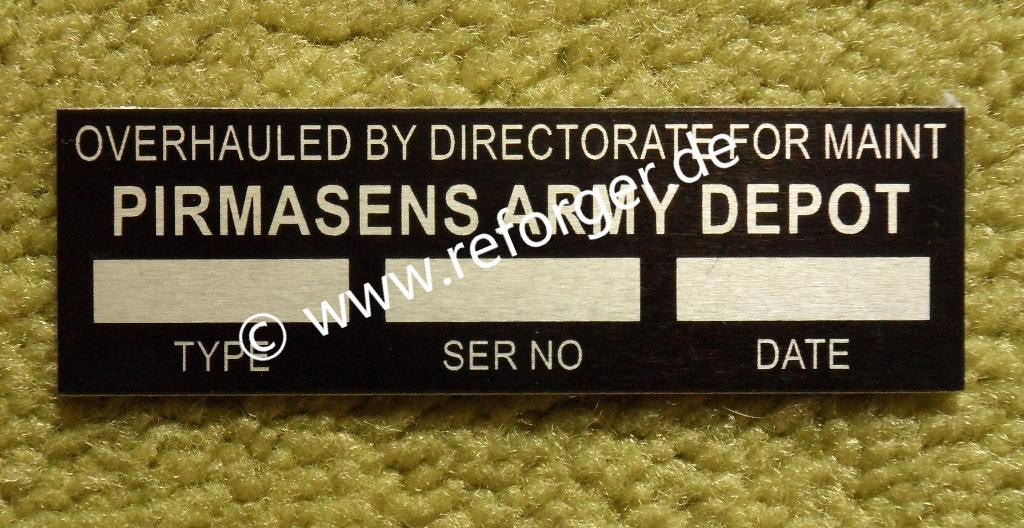 OVERHAULED BY DIRECTORATE FOR MAINT
PIRMASENS ARMY DEPOT
TYPE SER NO DATE
© www.reforger.de